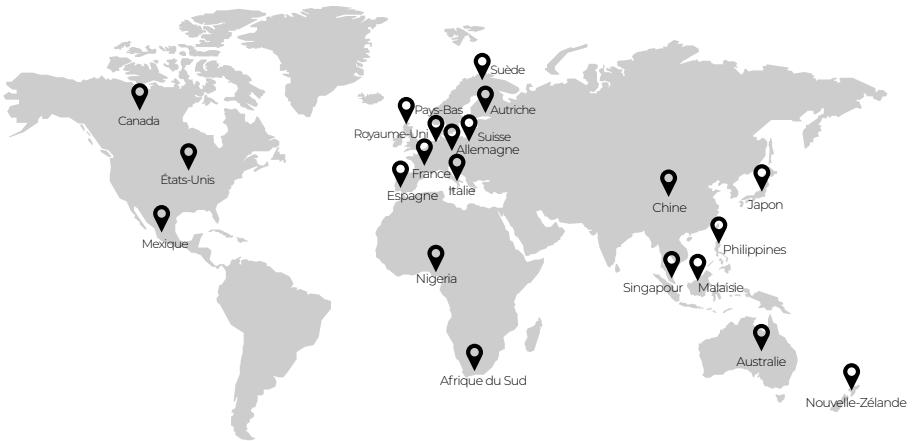 Suède
Pays-Bas
Autriche
Canada
Royaume-Uni
Suisse
Allemagne
France
États-Unis
Italie
Espagne
Chine
Japon
Mexique
Philippines
Nigeria
Singapour
Malaisie
Australie
Afrique du Sud
Nouvelle-Zélande